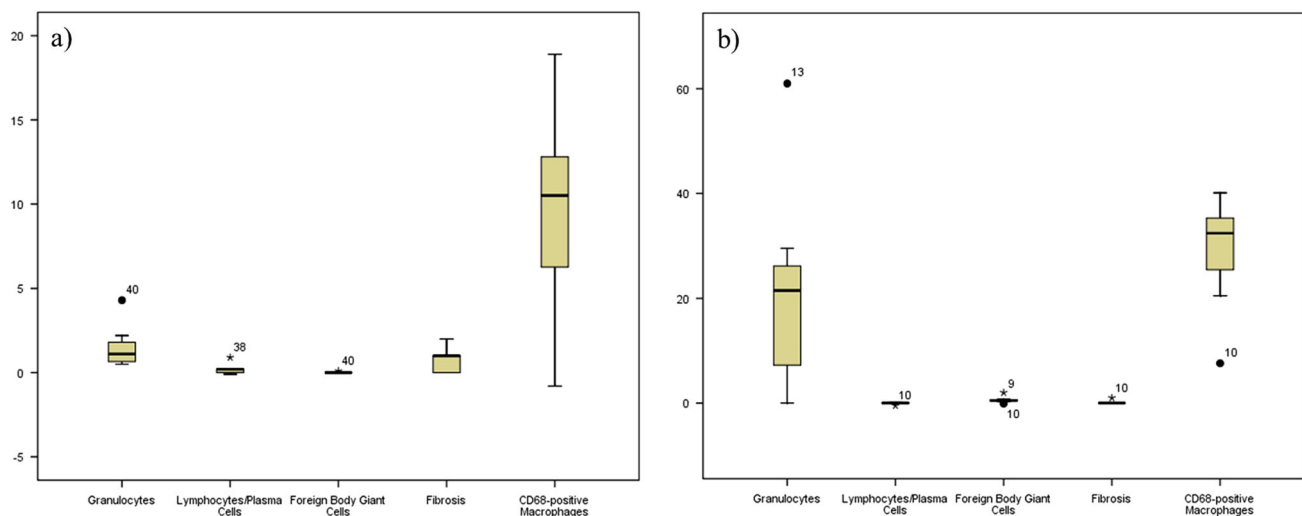 a)
20
15
10
5
0
-5
40
38
40
Granulocytes
Lymphocytes/Plasma
Cells
Foreign Body Giant
Cells
Fibrosis
CD68-positive
Macrophages
b)
60
40
20
0
13
10
9
10
10
10
Granulocytes
Lymphocytes/Plasma
Cells
Foreign Body Giant
Cells
Fibrosis
CD68-positive
Macrophages